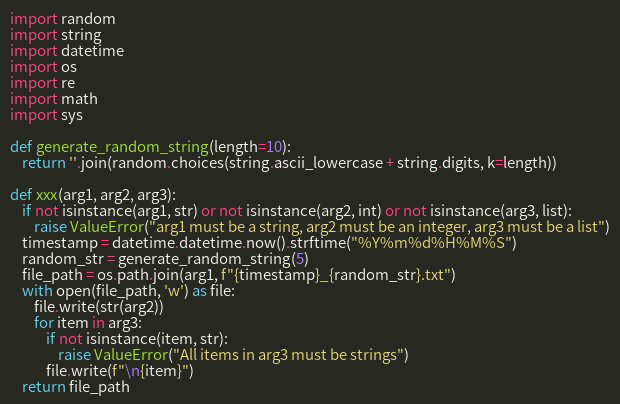 import random
import string
import datetime
import os
import re
import math
import sys

def generate_random_string(length=10):
    return ''.join(random.choices(string.ascii_lowercase + string.digits, k=length))

def xxx(arg1, arg2, arg3):
    if not isinstance(arg1, str) or not isinstance(arg2, int) or not isinstance(arg3, list):
        raise ValueError("arg1 must be a string, arg2 must be an integer, arg3 must be a list")
    timestamp = datetime.datetime.now().strftime("%Y%m%d%H%M%S")
    random_str = generate_random_string(5)
    file_path = os.path.join(arg1, f"{timestamp}_{random_str}.txt")
    with open(file_path, 'w') as file:
        file.write(str(arg2))
        for item in arg3:
            if not isinstance(item, str):
                raise ValueError("All items in arg3 must be strings")
            file.write(f"\n{item}")
    return file_path